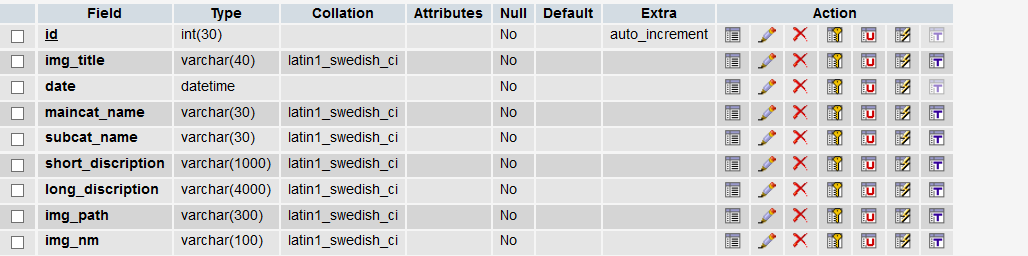 Field Type Collation Attributes Null Default Extra Action
id int(30) No auto_increment
img_title varchar(40) latin1_swedish_ci No
date datetime No
maincat_name varchar(30) latin1_swedish_ci No
subcat_name varchar(30) latin1_swedish_ci No
short_discription varchar(1000) latin1_swedish_ci No
long_discription varchar(4000) latin1_swedish_ci No
img_path varchar(300) latin1_swedish_ci No
img_nm varchar(100) latin1_swedish_ci No